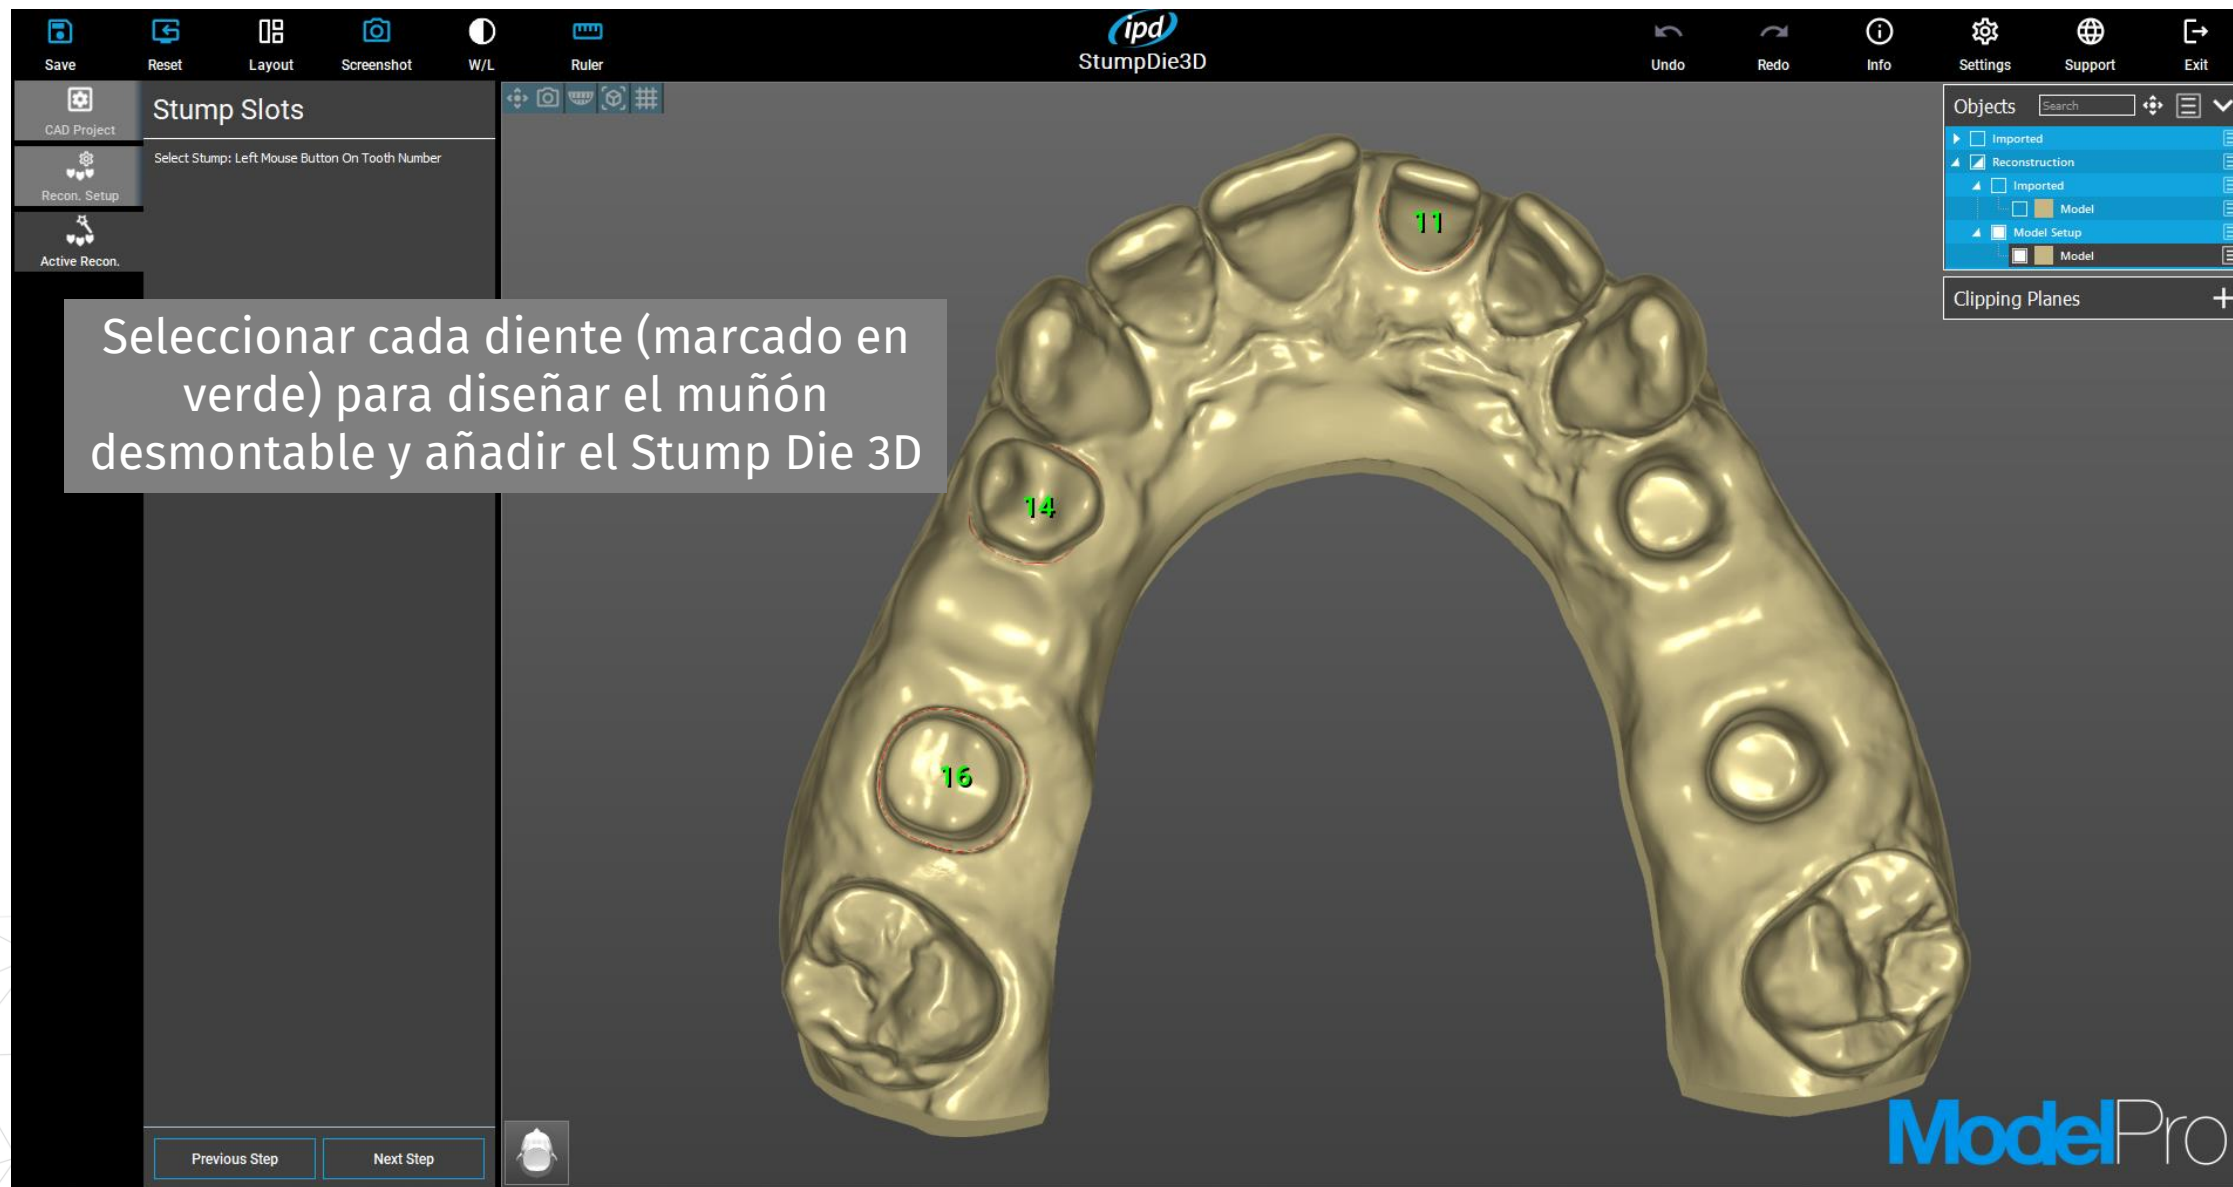 Save Reset Layout Screenshot W/L Ruler
ipd
StumpDie3D
Undo Redo Info Settings Support Exit
CAD Project
Recon. Setup
Active Recon.
Stump Slots
Select Stump: Left Mouse Button On Tooth Number
Seleccionar cada diente (marcado en
verde) para diseñar el muñón
desmontable y añadir el Stump Die 3D
11
14
16
Objects Search
Imported
Reconstruction
Imported
Model
Model Setup
Model
Clipping Planes
Previous Step Next Step
ModelPro